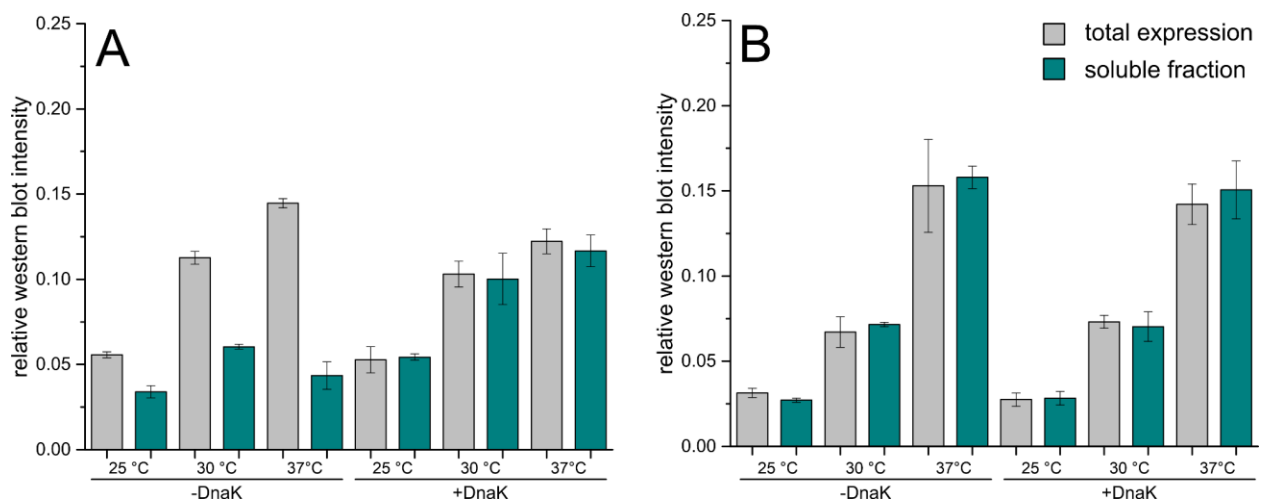 A
relative western blot intensity
0.25
0.20
0.15
0.10
0.05
0.00
25 °C 30 °C 37°C 25 °C 30 °C 37°C
-DnaK +DnaK
B
total expression
soluble fraction
relative western blot intensity
0.25
0.20
0.15
0.10
0.05
0.00
25 °C 30 °C 37°C 25 °C 30 °C 37°C
-DnaK +DnaK